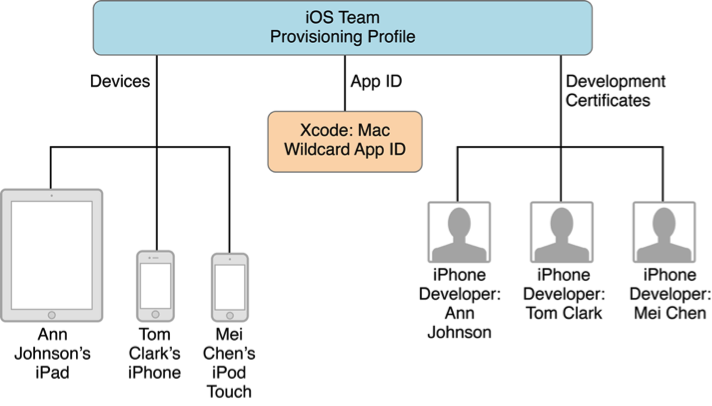 iOS Team
Provisioning Profile
Devices
App ID
Development
Certificates
Xcode: Mac
Wildcard App ID
Ann
Johnson's
iPad
Tom
Clark's
iPhone
Mei
Chen's
iPod
Touch
iPhone
Developer:
Ann
Johnson
iPhone
Developer:
Tom Clark
iPhone
Developer:
Mei Chen